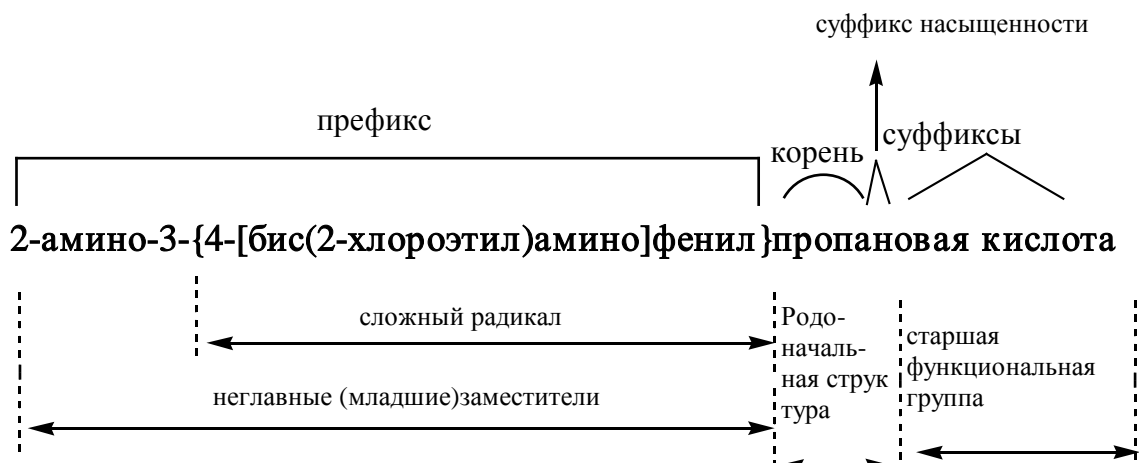 суффикс насыщенности
префикс
корень
суффиксы
2-амино-3-{4-[бис(2-хлороэтил)амино]фенил}пропановая кислота
сложный радикал
неглавные (младшие)заместители
Родо-
началь-
ная струк
тура
старшая
функциональная
группа